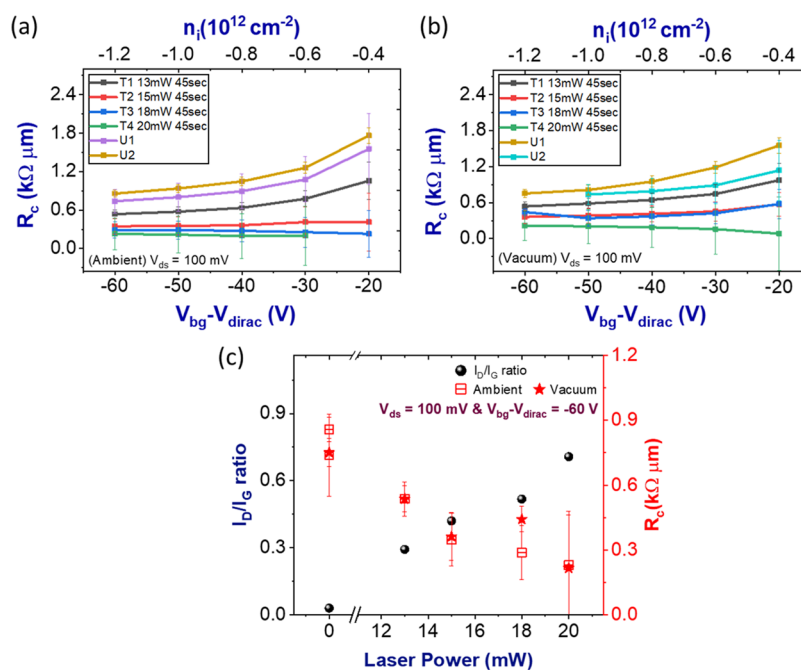 (a)
n_i(10^12 cm^-2)
-1.2 -1.0 -0.8 -0.6 -0.4
T1 13mW 45sec
T2 15mW 45sec
T3 18mW 45sec
T4 20mW 45sec
U1
U2
2.4
1.8
1.2
0.6
0.0
R_c (kΩ μm)
(Ambient) V_ds = 100 mV
-60 -50 -40 -30 -20
V_bg-V_dirac (V)
(b)
n_i(10^12 cm^-2)
-1.2 -1.0 -0.8 -0.6 -0.4
T1 13mW 45sec
T2 15mW 45sec
T3 18mW 45sec
T4 20mW 45sec
U1
U2
2.4
1.8
1.2
0.6
0.0
R_c (kΩ μm)
(Vacuum) V_ds = 100 mV
-60 -50 -40 -30 -20
V_bg-V_dirac (V)
(c)
I_D/I_G ratio
Ambient Vacuum
V_ds = 100 mV & V_bg-V_dirac = -60 V
0.9
0.6
0.3
0.0
I_D/I_G ratio
1.2
0.9
0.6
0.3
0.0
R_c(kΩ μm)
0 12 14 16 18 20
Laser Power (mW)